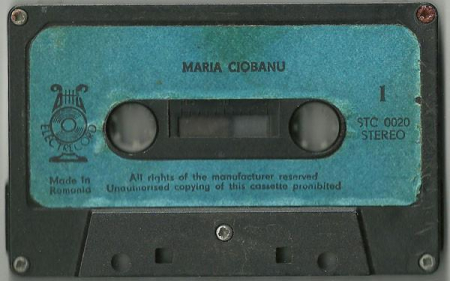 MARIA CIOBANU
1
ELECTRECORD
STC 0020
STEREO
Made in
Romania
All rights of the manufacturer reserved
Unauthorised copying of this cassette prohibited